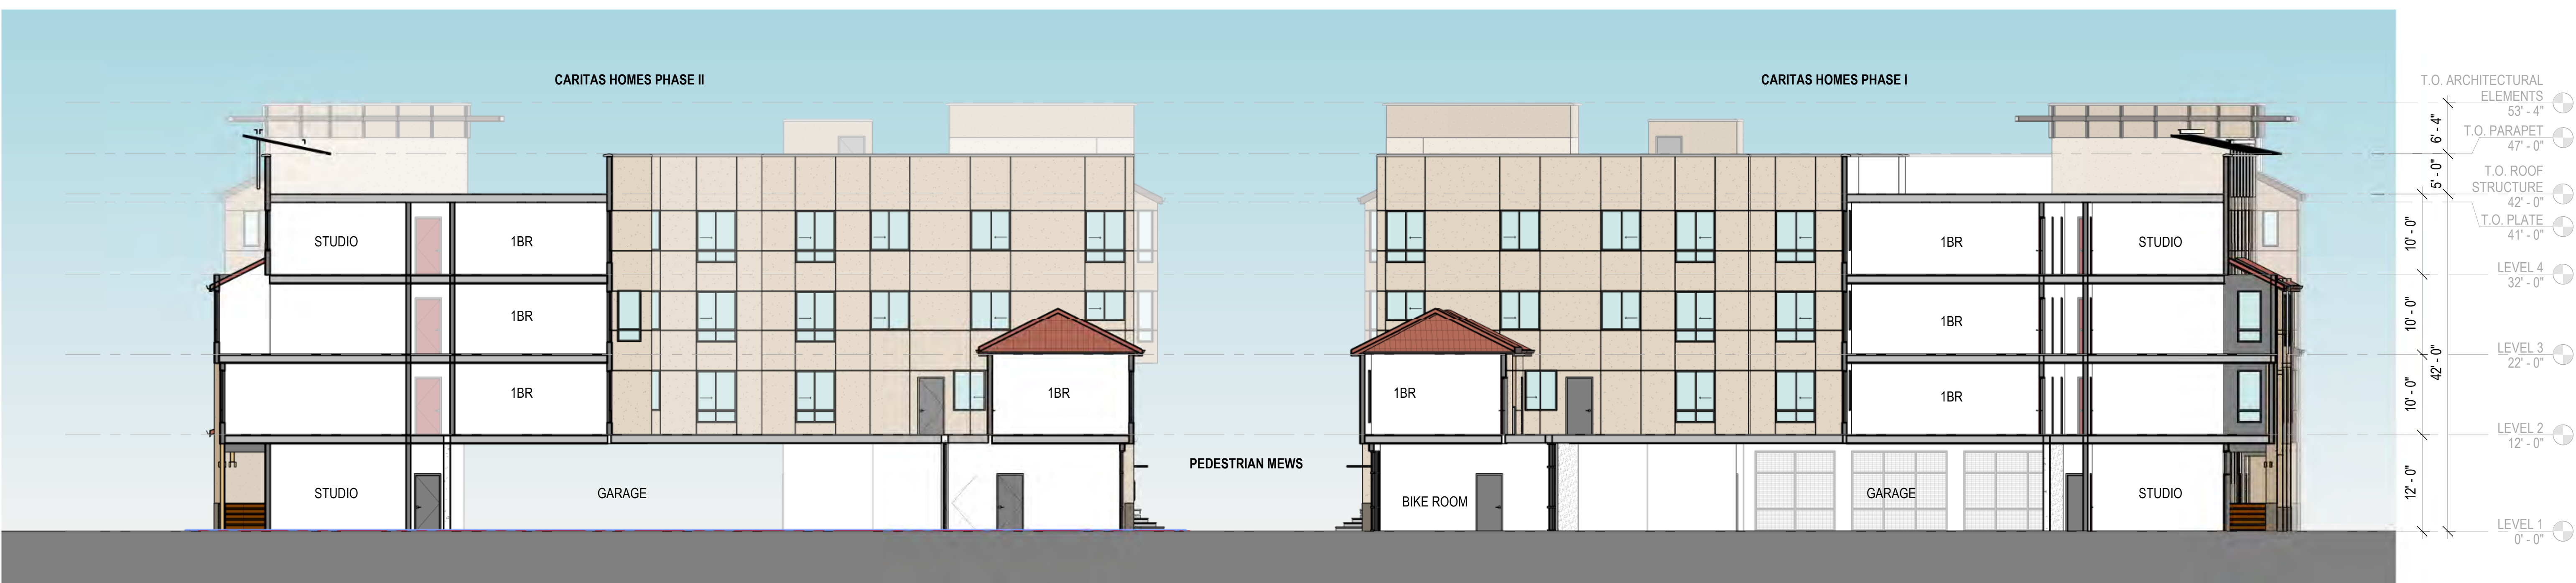 CARITAS HOMES PHASE II
CARITAS HOMES PHASE I
T.O. ARCHITECTURAL
ELEMENTS
53' - 4"
6' - 4"
T.O. PARAPET
47' - 0"
5' - 0"
T.O. ROOF
STRUCTURE
42' - 0"
T.O. PLATE
41' - 0"
STUDIO
1BR
1BR
STUDIO
10' - 0"
LEVEL 4
32' - 0"
1BR
1BR
10' - 0"
42' - 0"
LEVEL 3
22' - 0"
1BR
1BR
1BR
1BR
10' - 0"
LEVEL 2
12' - 0"
PEDESTRIAN MEWS
STUDIO
GARAGE
BIKE ROOM
GARAGE
STUDIO
12' - 0"
LEVEL 1
0' - 0"